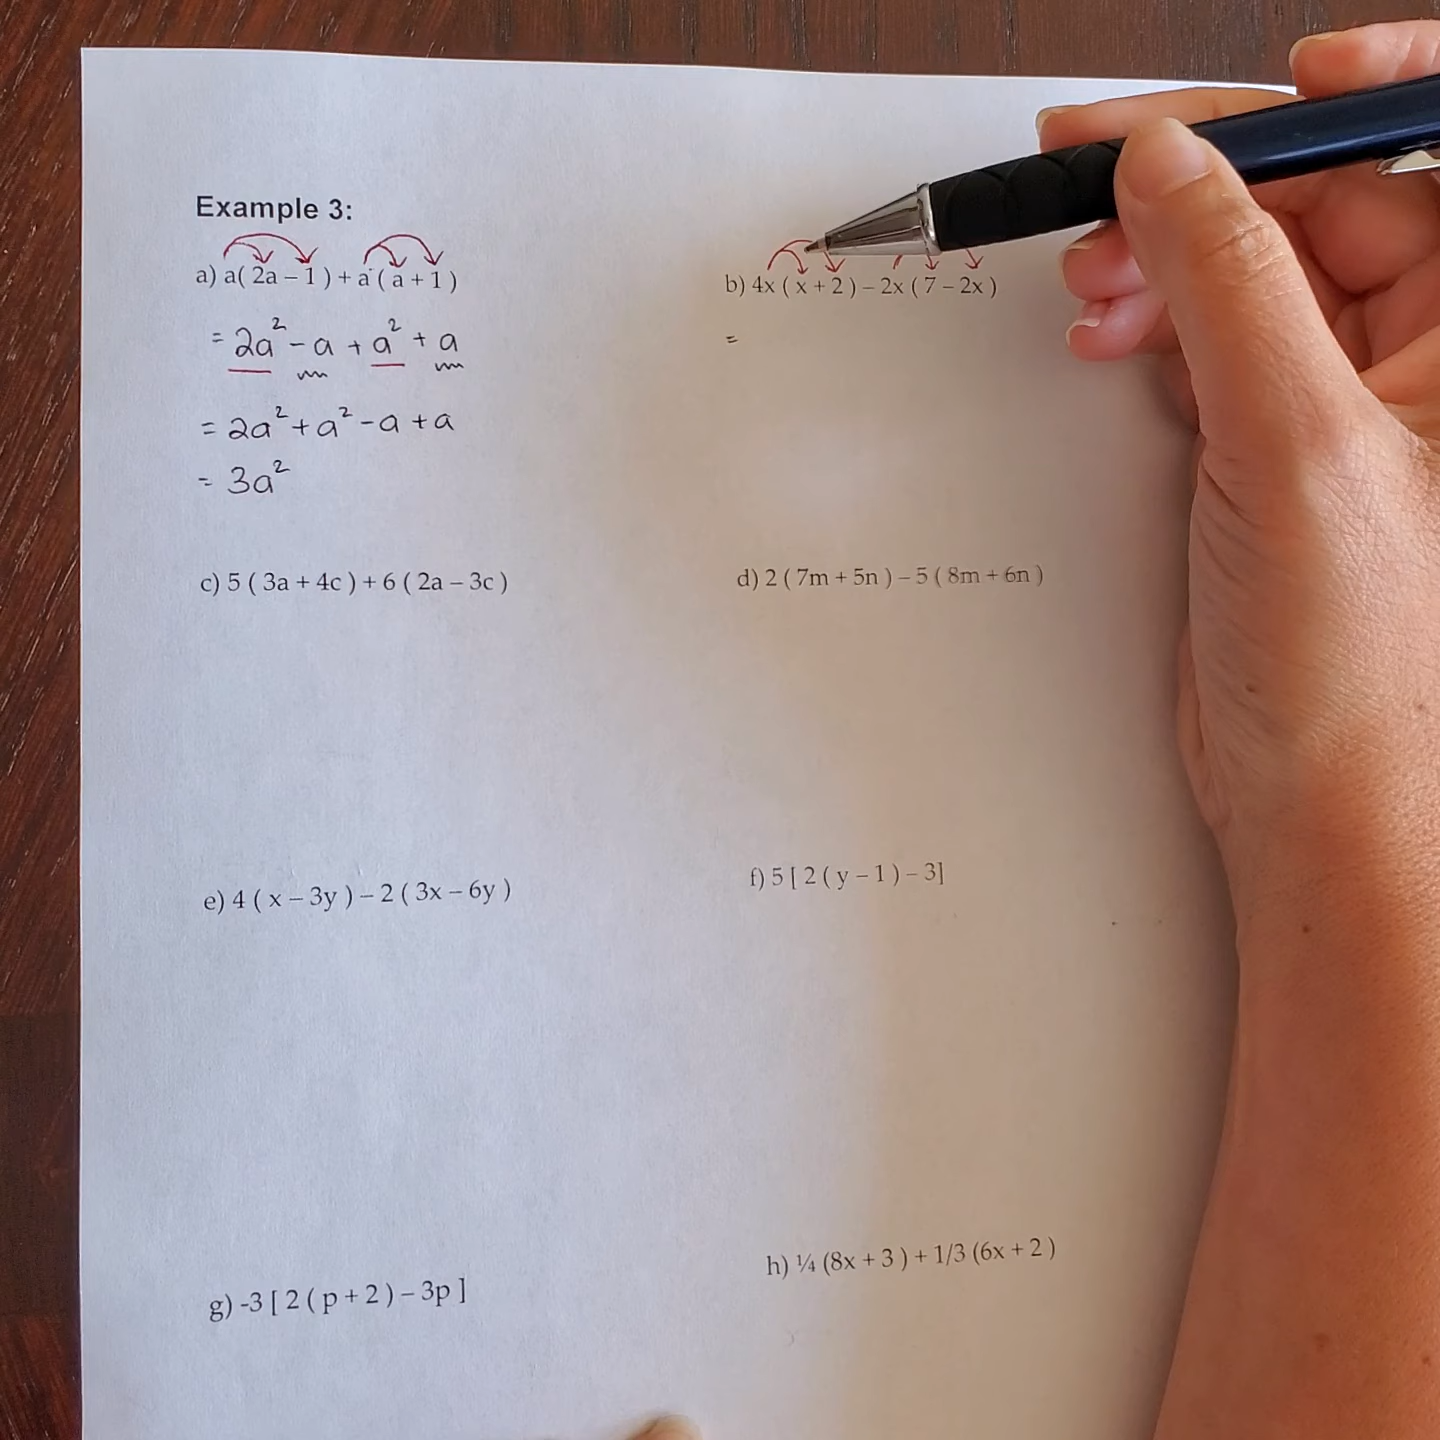 Example 3:
a) a( 2a – 1 ) + a ( a + 1 )
= 2a² - a + a² + a
= 2a² + a² - a + a
= 3a²
b) 4x ( x + 2 ) – 2x ( 7 – 2x )
=
c) 5 ( 3a + 4c ) + 6 ( 2a – 3c )
d) 2 ( 7m + 5n ) – 5 ( 8m + 6n )
e) 4 ( x – 3y ) – 2 ( 3x – 6y )
f) 5 [ 2 ( y – 1 ) – 3]
g) -3 [ 2 ( p + 2 ) – 3p ]
h) ¼ (8x + 3 ) + 1/3 (6x + 2 )